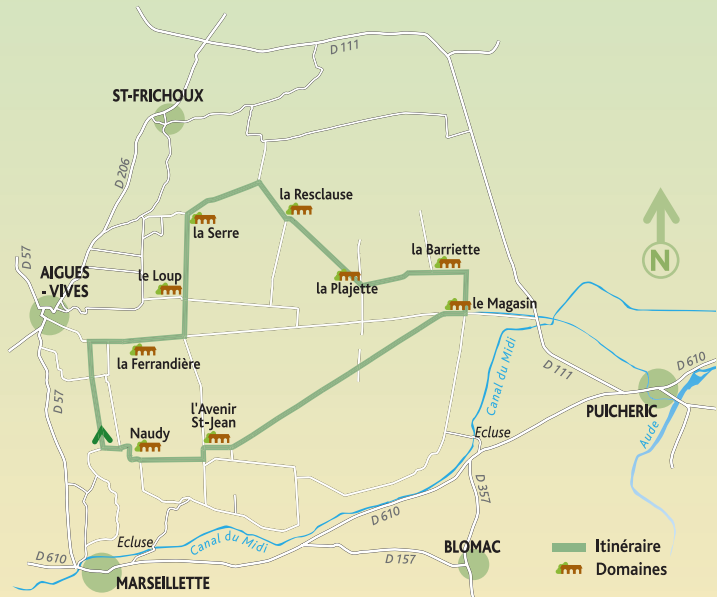 D 111
ST-FRICHOUX
D 206
la Resclause
la Serre
D 57
AIGUES
- VIVES
le Loup
la Barriette
la Plajette
le Magasin
N
la Ferrandière
Canal du Midi
D 111
D 610
PUICHERIC
D 57
l'Avenir
St-Jean
Naudy
Ecluse
Aude
D 357
D 610
Ecluse
Canal du Midi
D 610
D 157
BLOMAC
Itinéraire
Domaines
MARSEILLETTE